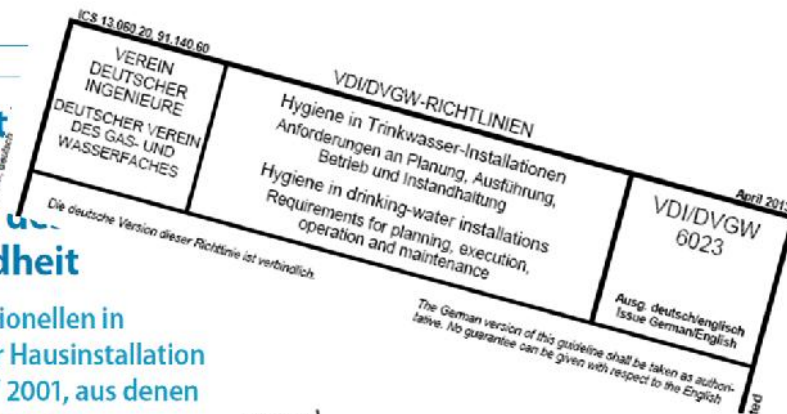 ICS 13.060.20, 91.140.60
VEREIN
DEUTSCHER
INGENIEURE
DEUTSCHER VEREIN
DES GAS- UND
WASSERFACHES
VDI/DVGW-RICHTLINIEN
Hygiene in Trinkwasser-Installationen
Anforderungen an Planung, Ausführung,
Betrieb und Instandhaltung
Hygiene in drinking-water installations
Requirements for planning, execution,
operation and maintenance
April 2013
VDI/DVGW
6023
Ausg. deutsch/englisch
Issue German/English
Die deutsche Version dieser Richtlinie ist verbindlich.
The German version of this guideline shall be taken as authori-
tative. No guarantee can be given with respect to the English
dheit
ionellen in
r Hausinstallation
2001, aus denen